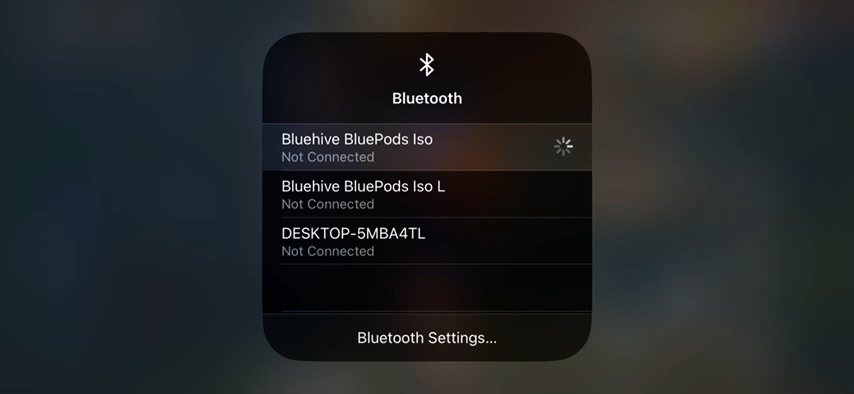 Bluetooth
Bluehive BluePods Iso
Not Connected
Bluehive BluePods Iso L
Not Connected
DESKTOP-5MBA4TL
Not Connected
Bluetooth Settings...